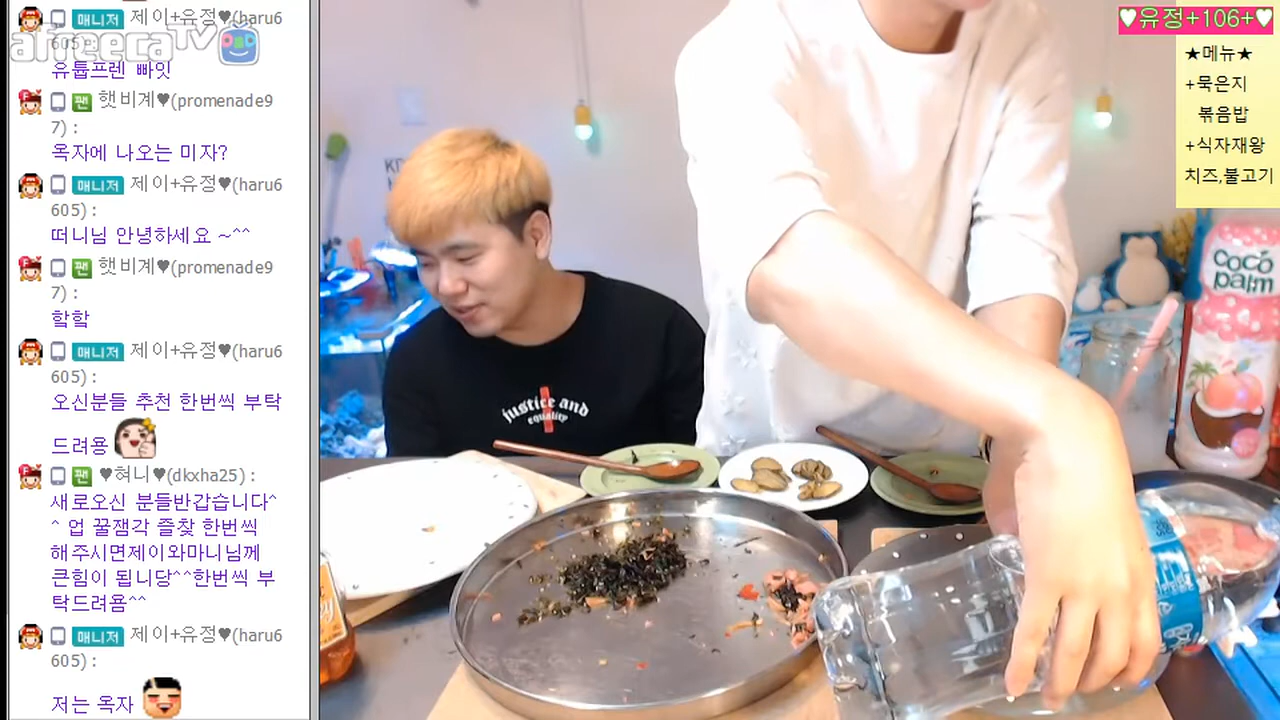 매니저 제이+유정♥(haru6
605) :
afreecaTV
유튭프렌 빠잇
팬 햇비계♥(promenade9
7) :
옥자에 나오는 미자?
매니저 제이+유정♥(haru6
605) :
떠니님 안녕하세요 ~^^
팬 햇비계♥(promenade9
7) :
핰핰
매니저 제이+유정♥(haru6
605) :
오신분들 추천 한번씩 부탁
드려용
팬 ♥혀니♥(dkxha25) :
새로오신 분들반갑습니다^
^ 업 꿀잼각 즐찾 한번씩
해주시면제이와마니님께
큰힘이 됩니당^^한번씩 부
탁드려욤^^
매니저 제이+유정♥(haru6
605) :
저는 옥자
♥유정+106+♥
★메뉴★
+묵은지
볶음밥
+식자재왕
치즈,불고기
coco
palm
justice and
equality